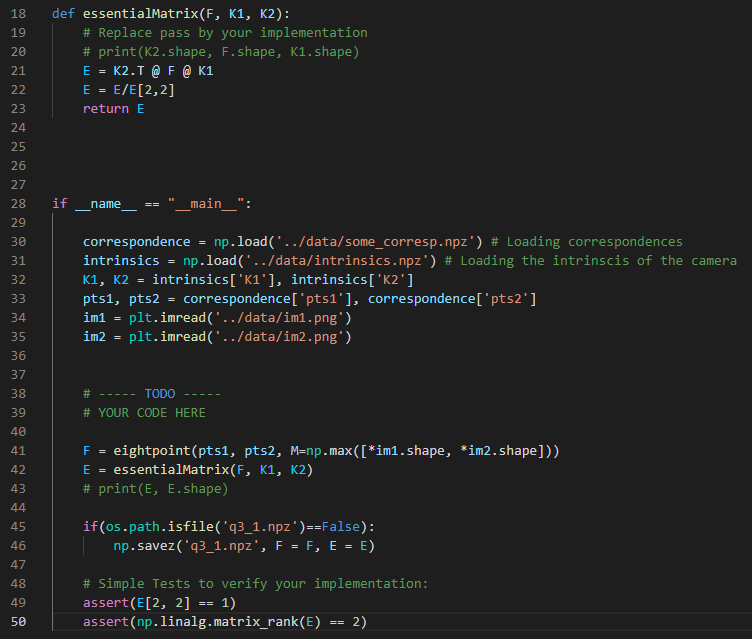 18 def essentialMatrix(F, K1, K2):
19     # Replace pass by your implementation
20     # print(K2.shape, F.shape, K1.shape)
21     E = K2.T @ F @ K1
22     E = E/E[2,2]
23     return E
24
25
26
27
28 if __name__ == "__main__":
29
30     correspondence = np.load('../data/some_corresp.npz') # Loading correspondences
31     intrinsics = np.load('../data/intrinsics.npz') # Loading the intrinscis of the camera
32     K1, K2 = intrinsics['K1'], intrinsics['K2']
33     pts1, pts2 = correspondence['pts1'], correspondence['pts2']
34     im1 = plt.imread('../data/im1.png')
35     im2 = plt.imread('../data/im2.png')
36
37
38     # ----- TODO -----
39     # YOUR CODE HERE
40
41     F = eightpoint(pts1, pts2, M=np.max([*im1.shape, *im2.shape]))
42     E = essentialMatrix(F, K1, K2)
43     # print(E, E.shape)
44
45     if(os.path.isfile('q3_1.npz')==False):
46         np.savez('q3_1.npz', F = F, E = E)
47
48     # Simple Tests to verify your implementation:
49     assert(E[2, 2] == 1)
50     assert(np.linalg.matrix_rank(E) == 2)